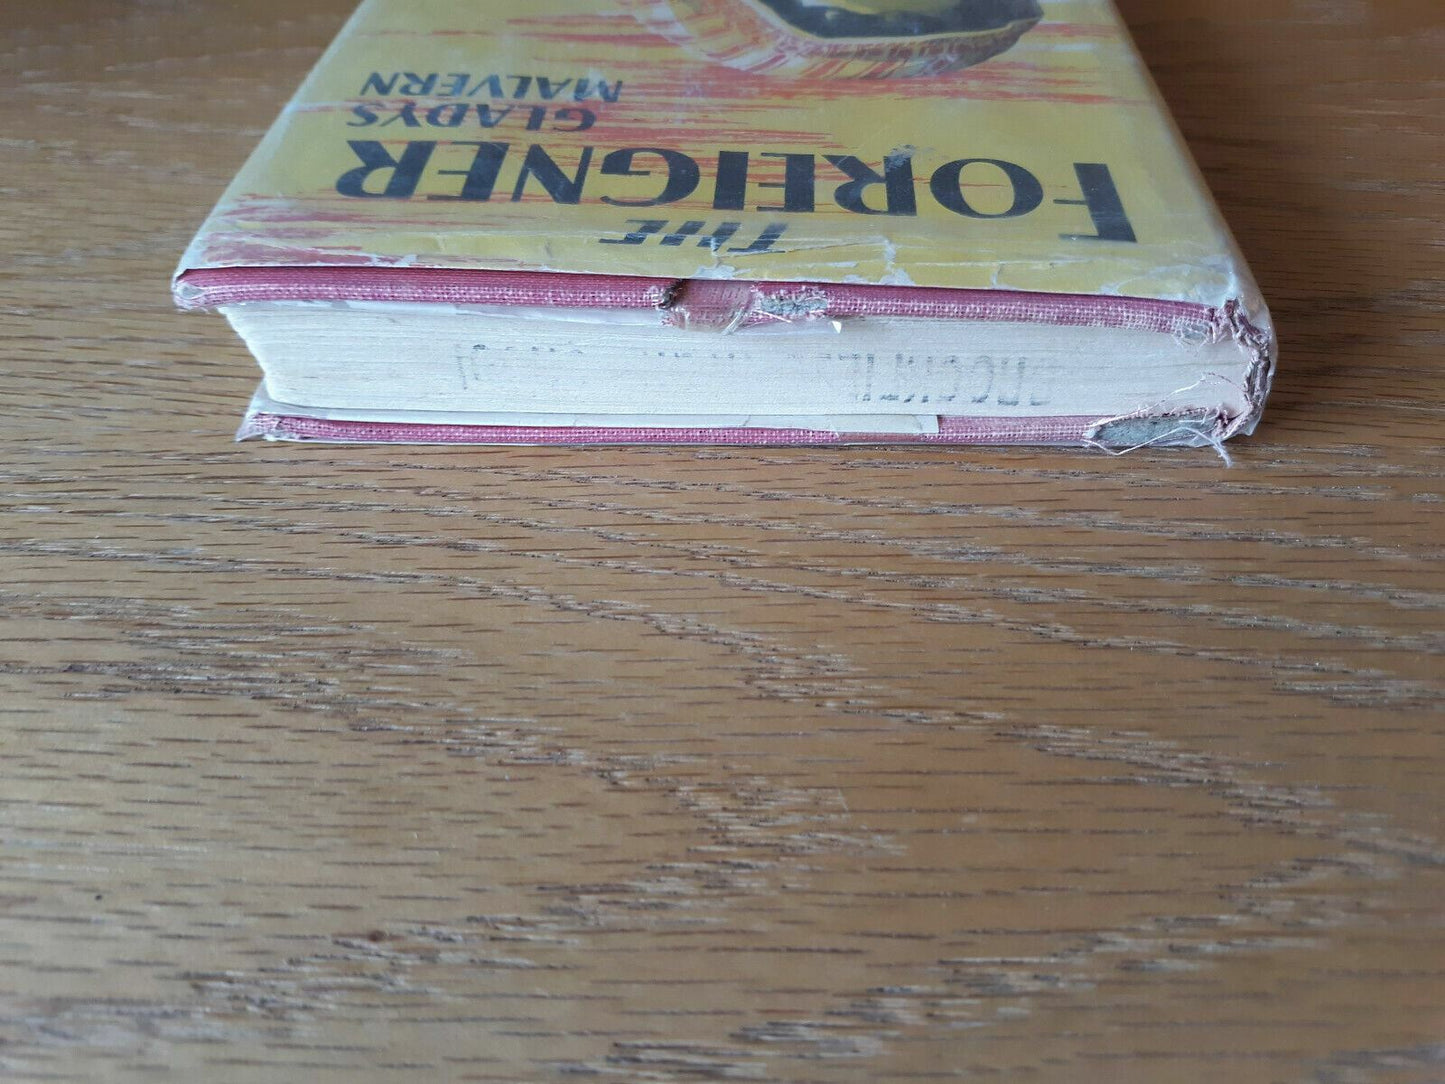 THE
FOREIGNER
GLADYS
MALVERN